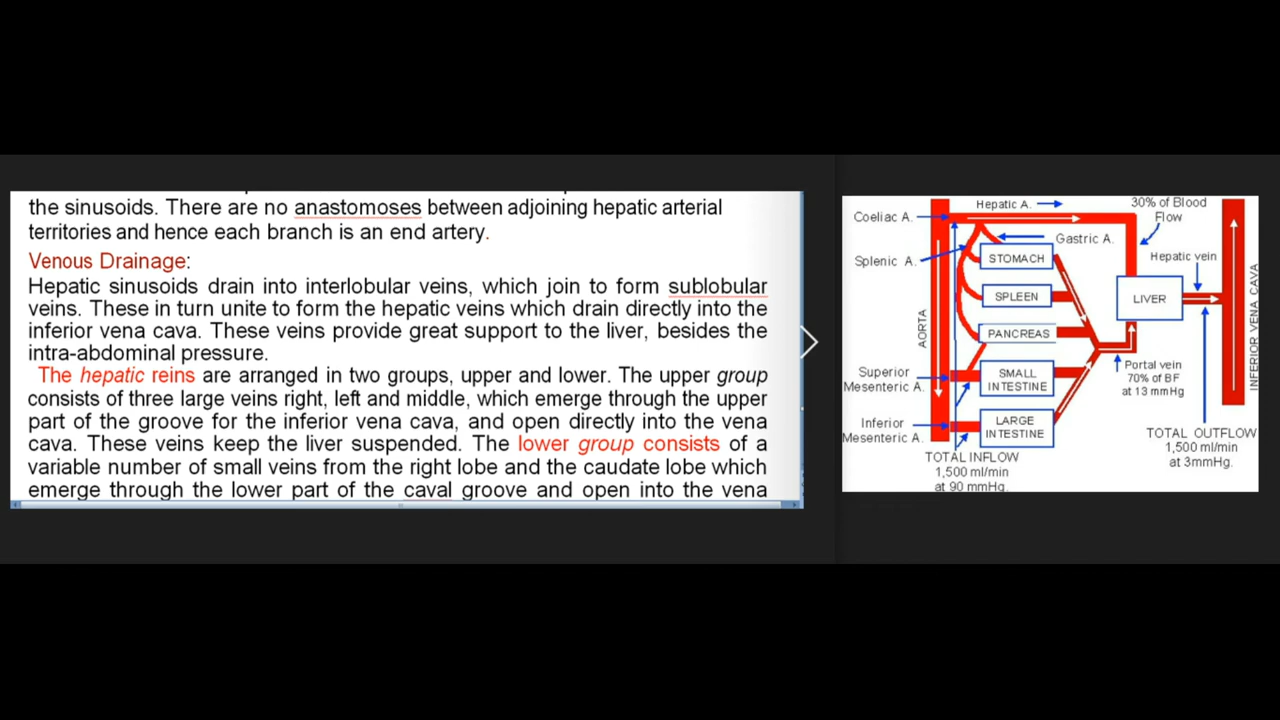 the sinusoids. There are no anastomoses between adjoining hepatic arterial
territories and hence each branch is an end artery.
Venous Drainage:
Hepatic sinusoids drain into interlobular veins, which join to form sublobular
veins. These in turn unite to form the hepatic veins which drain directly into the
inferior vena cava. These veins provide great support to the liver, besides the
intra-abdominal pressure.
The hepatic reins are arranged in two groups, upper and lower. The upper group
consists of three large veins right, left and middle, which emerge through the upper
part of the groove for the inferior vena cava, and open directly into the vena
cava. These veins keep the liver suspended. The lower group consists of a
variable number of small veins from the right lobe and the caudate lobe which
emerge through the lower part of the caval groove and open into the vena
Hepatic A.
30% of Blood
Flow
Coeliac A.
Gastric A.
Splenic A.
STOMACH
Hepatic vein
SPLEEN
LIVER
AORTA
PANCREAS
INFERIOR VENA CAVA
Superior
Mesenteric A.
SMALL
INTESTINE
Portal vein
70% of BF
at 13 mmHg
Inferior
Mesenteric A.
LARGE
INTESTINE
TOTAL INFLOW
1,500 ml/min
at 90 mmHg.
TOTAL OUTFLOW
1,500 ml/min
at 3mmHg.